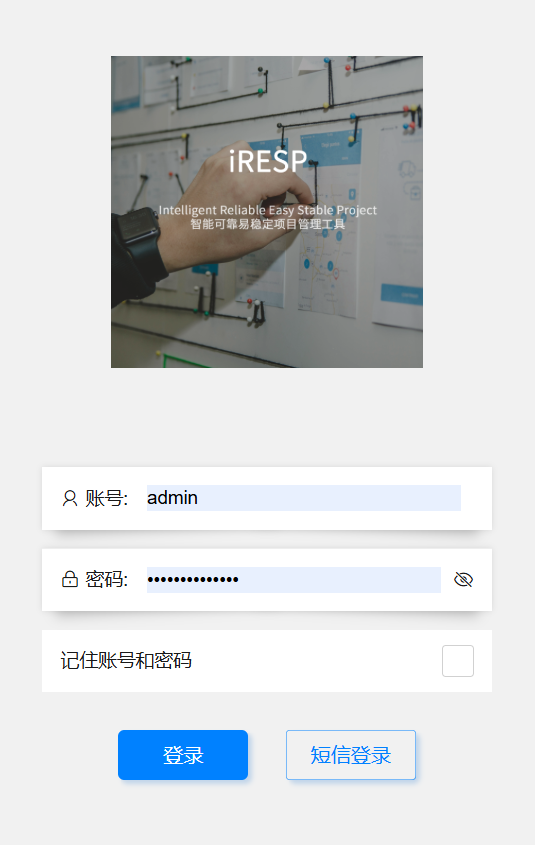 iRESP
Intelligent Reliable Easy Stable Project
智能可靠易稳定项目管理工具
账号: admin
密码: ••••••••••••••
记住账号和密码
登录 短信登录